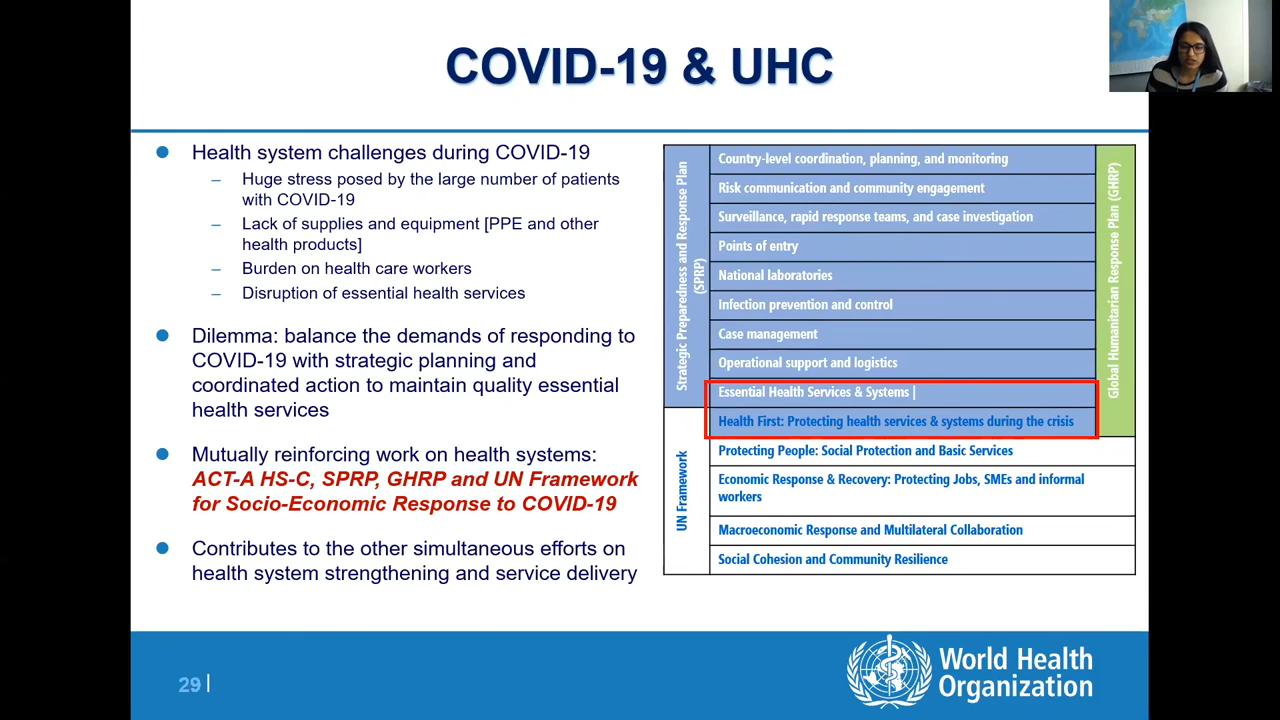 COVID-19 & UHC
Health system challenges during COVID-19
– Huge stress posed by the large number of patients
with COVID-19
– Lack of supplies and equipment [PPE and other
health products]
– Burden on health care workers
– Disruption of essential health services
Dilemma: balance the demands of responding to
COVID-19 with strategic planning and
coordinated action to maintain quality essential
health services
Mutually reinforcing work on health systems:
ACT-A HS-C, SPRP, GHRP and UN Framework
for Socio-Economic Response to COVID-19
Contributes to the other simultaneous efforts on
health system strengthening and service delivery
Strategic Preparedness and Response Plan
(SPRP)
Country-level coordination, planning, and monitoring
Risk communication and community engagement
Surveillance, rapid response teams, and case investigation
Points of entry
National laboratories
Infection prevention and control
Case management
Operational support and logistics
Essential Health Services & Systems |
Health First: Protecting health services & systems during the crisis
Global Humanitarian Response Plan (GHRP)
UN Framework
Protecting People: Social Protection and Basic Services
Economic Response & Recovery: Protecting Jobs, SMEs and informal
workers
Macroeconomic Response and Multilateral Collaboration
Social Cohesion and Community Resilience
29 |
World Health
Organization